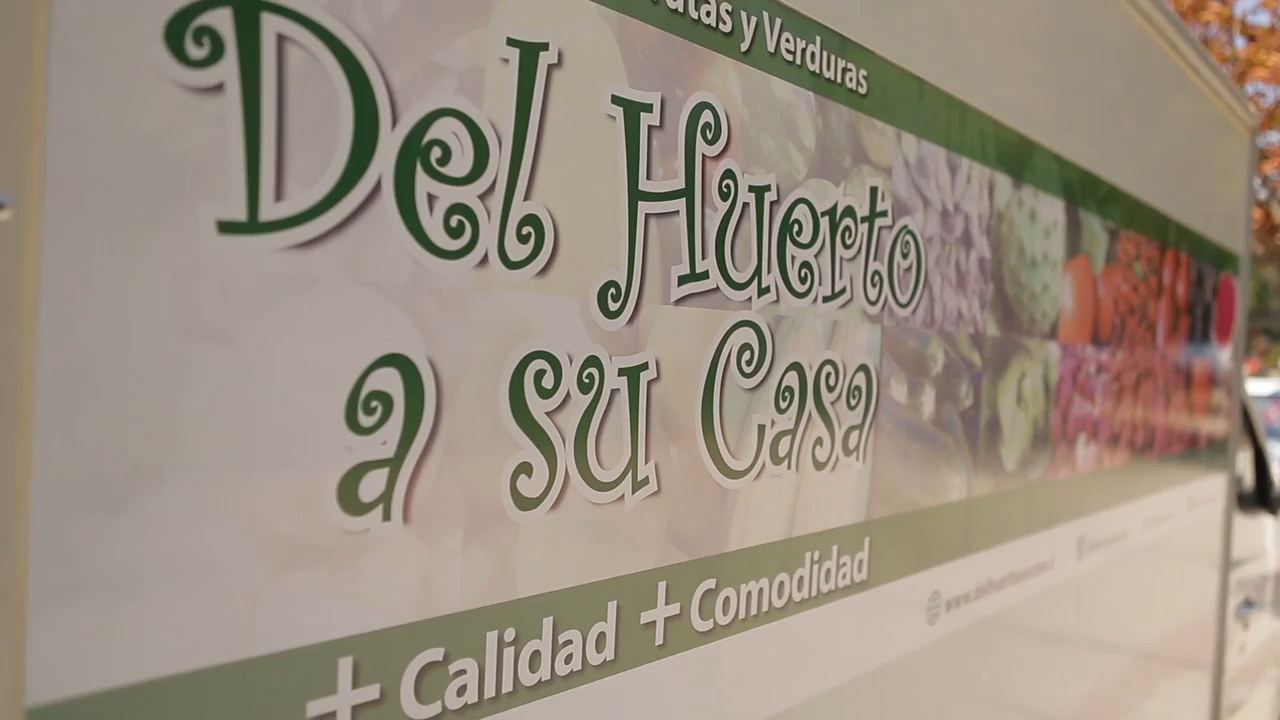 y Verduras
Del Huerto
a su Casa
+ Calidad + Comodidad